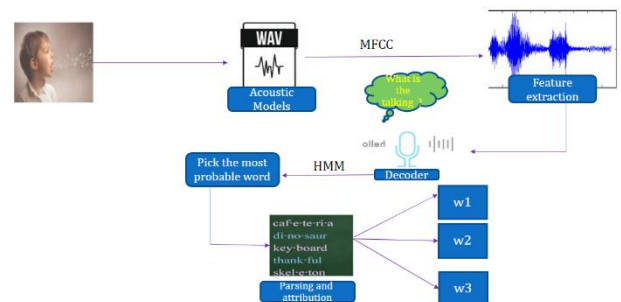 WAV
MFCC
Acoustic
Models
Feature
extraction
What is
the
talking ?
hello
Decoder
HMM
Pick the most
probable word
caf·e·te·ri·a
di·no·saur
key·board
thank·ful
skel·e·ton
Parsing and
attribution
w1
w2
w3